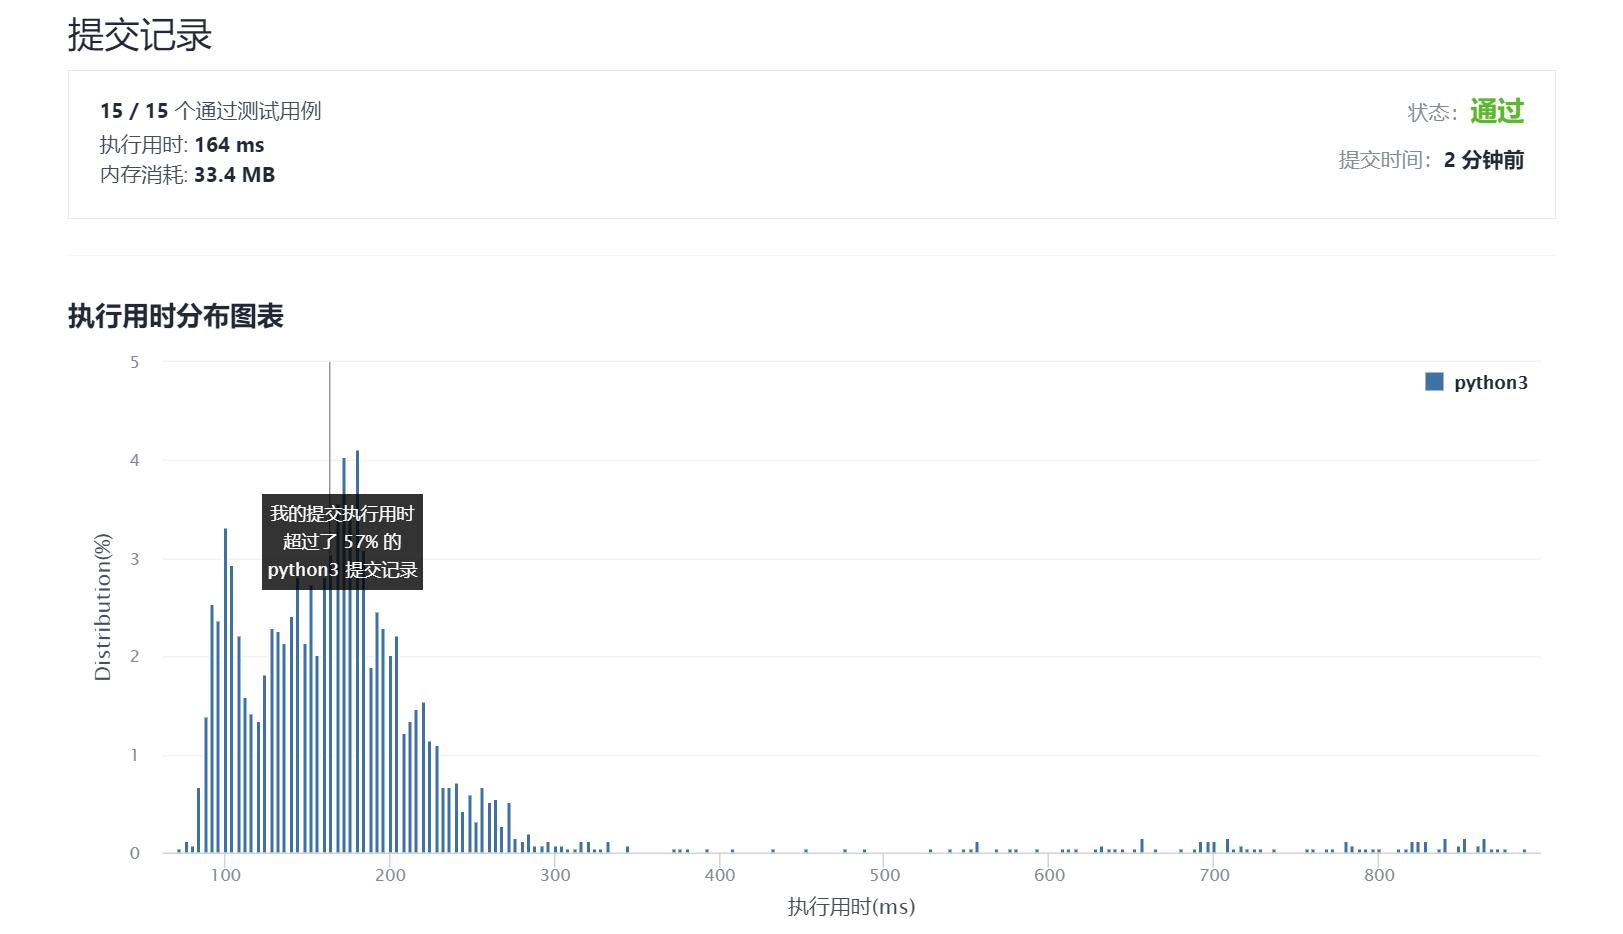 提交记录
15 / 15 个通过测试用例
状态：通过
执行用时: 164 ms
提交时间：2 分钟前
内存消耗: 33.4 MB
执行用时分布图表
5
python3
4
我的提交执行用时
超过了 57% 的
python3 提交记录
3
Distribution(%)
2
1
0
100 200 300 400 500 600 700 800
执行用时(ms)